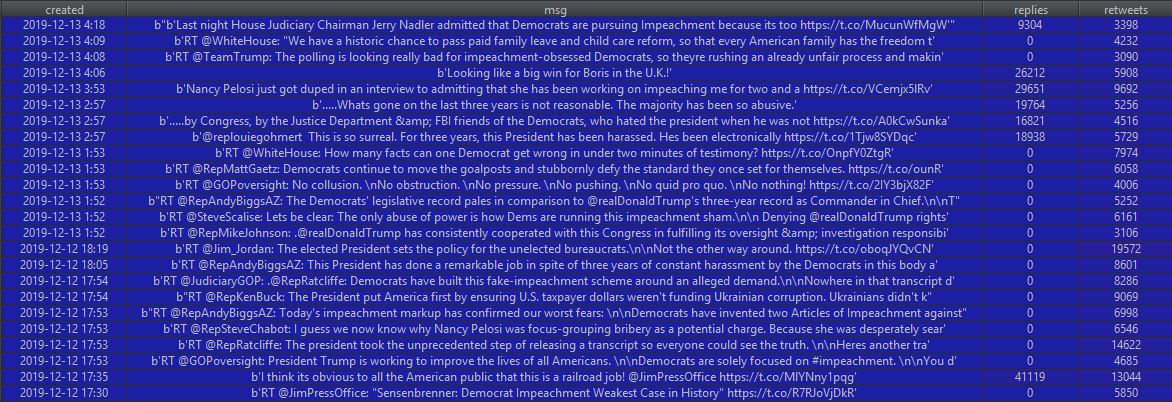 created msg replies retweets
2019-12-13 4:18 b"b'Last night House Judiciary Chairman Jerry Nadler admitted that Democrats are pursuing Impeachment because its too https://t.co/MucunWfMgW'" 9304 3398
2019-12-13 4:09 b'RT @WhiteHouse: "We have a historic chance to pass paid family leave and child care reform, so that every American family has the freedom t' 0 4232
2019-12-13 4:08 b'RT @TeamTrump: The polling is looking really bad for impeachment-obsessed Democrats, so theyre rushing an already unfair process and makin' 0 3090
2019-12-13 4:06 b'Looking like a big win for Boris in the U.K.!' 26212 5908
2019-12-13 3:53 b'Nancy Pelosi just got duped in an interview to admitting that she has been working on impeaching me for two and a https://t.co/VCemjx5IRv' 29651 9692
2019-12-13 2:57 b'.....Whats gone on the last three years is not reasonable. The majority has been so abusive.' 19764 5256
2019-12-13 2:57 b'.....by Congress, by the Justice Department &amp; FBI friends of the Democrats, who hated the president when he was not https://t.co/A0kCwSunka' 16821 4516
2019-12-13 2:57 b'@replouiegohmert  This is so surreal. For three years, this President has been harassed. Hes been electronically https://t.co/1Tjw8SYDqc' 18938 5729
2019-12-13 1:53 b'RT @WhiteHouse: How many facts can one Democrat get wrong in under two minutes of testimony? https://t.co/OnpfY0ZtgR' 0 7974
2019-12-13 1:53 b'RT @RepMattGaetz: Democrats continue to move the goalposts and stubbornly defy the standard they once set for themselves. https://t.co/ounR' 0 6058
2019-12-13 1:53 b'RT @GOPoversight: No collusion. \nNo obstruction. \nNo pressure. \nNo pushing. \nNo quid pro quo. \nNo nothing! https://t.co/2lY3bjX82F' 0 4006
2019-12-13 1:52 b"RT @RepAndyBiggsAZ: The Democrats' legislative record pales in comparison to @realDonaldTrump's three-year record as Commander in Chief.\n\nT" 0 5252
2019-12-13 1:52 b'RT @SteveScalise: Lets be clear: The only abuse of power is how Dems are running this impeachment sham.\n\n Denying @realDonaldTrump rights' 0 6161
2019-12-13 1:52 b'RT @RepMikeJohnson: .@realDonaldTrump has consistently cooperated with this Congress in fulfilling its oversight &amp; investigation responsibi' 0 3106
2019-12-12 18:19 b'RT @Jim_Jordan: The elected President sets the policy for the unelected bureaucrats.\n\nNot the other way around. https://t.co/oboqJYQvCN' 0 19572
2019-12-12 18:05 b'RT @RepAndyBiggsAZ: This President has done a remarkable job in spite of three years of constant harassment by the Democrats in this body a' 0 8601
2019-12-12 17:54 b'RT @JudiciaryGOP: .@RepRatcliffe: Democrats have built this fake-impeachment scheme around an alleged demand.\n\nNowhere in that transcript d' 0 8286
2019-12-12 17:54 b"RT @RepKenBuck: The President put America first by ensuring U.S. taxpayer dollars weren't funding Ukrainian corruption. Ukrainians didn't k" 0 9069
2019-12-12 17:53 b"RT @RepAndyBiggsAZ: Today's impeachment markup has confirmed our worst fears: \n\nDemocrats have invented two Articles of Impeachment against" 0 6998
2019-12-12 17:53 b'RT @RepSteveChabot: I guess we now know why Nancy Pelosi was focus-grouping bribery as a potential charge. Because she was desperately sear' 0 6546
2019-12-12 17:53 b'RT @RepRatcliffe: The president took the unprecedented step of releasing a transcript so everyone could see the truth. \n\nHeres another tra' 0 14622
2019-12-12 17:53 b'RT @GOPoversight: President Trump is working to improve the lives of all Americans. \n\nDemocrats are solely focused on #impeachment. \n\nYou d' 0 4685
2019-12-12 17:35 b'I think its obvious to all the American public that this is a railroad job! @JimPressOffice https://t.co/MIYNny1pqg' 41119 13044
2019-12-12 17:30 b'RT @JimPressOffice: "Sensenbrenner: Democrat Impeachment Weakest Case in History" https://t.co/R7RJoVjDkR' 0 5850